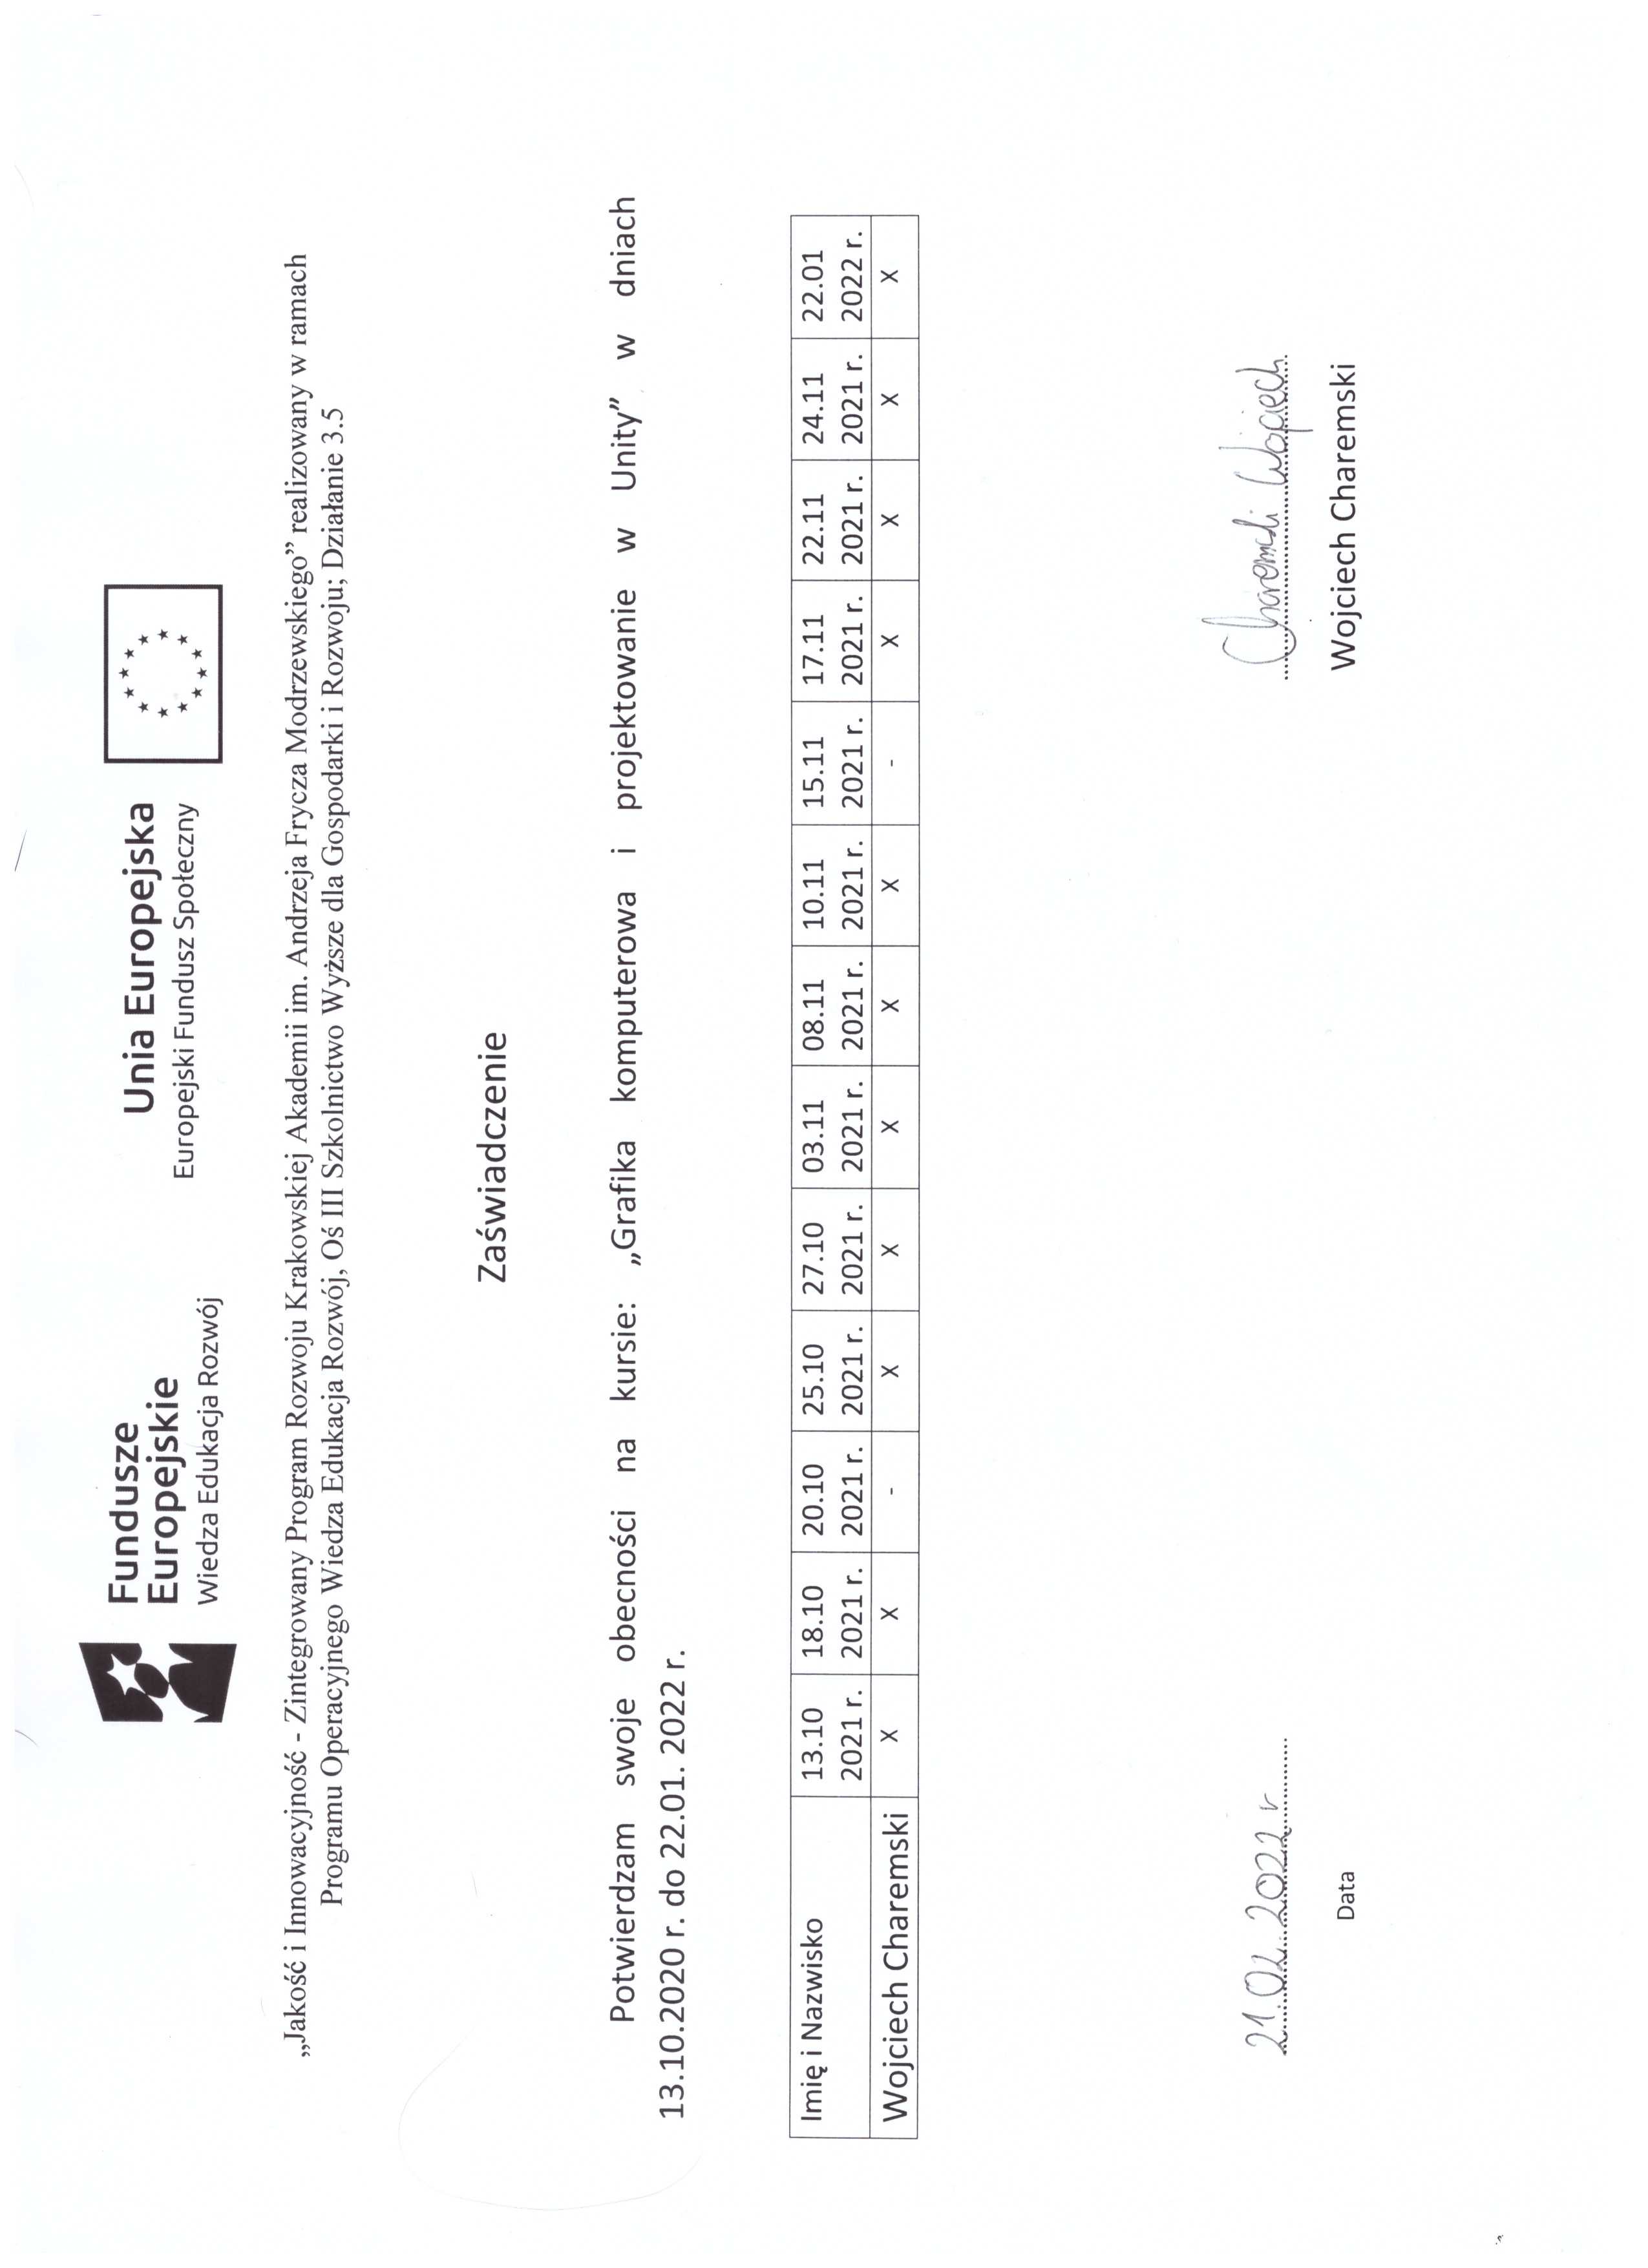 Fundusze
Europejskie
Wiedza Edukacja Rozwój
Unia Europejska
Europejski Fundusz Społeczny
„Jakość i Innowacyjność - Zintegrowany Program Rozwoju Krakowskiej Akademii im. Andrzeja Frycza Modrzewskiego” realizowany w ramach
Programu Operacyjnego Wiedza Edukacja Rozwój, Oś III Szkolnictwo Wyższe dla Gospodarki i Rozwoju; Działanie 3.5
Zaświadczenie
Potwierdzam swoje obecności na kursie: „Grafika komputerowa i projektowanie w Unity” w dniach
13.10.2020 r. do 22.01. 2022 r.
Imię i Nazwisko 13.10 18.10 20.10 25.10 27.10 03.11 08.11 10.11 15.11 17.11 22.11 24.11 22.01
2021 r. 2021 r. 2021 r. 2021 r. 2021 r. 2021 r. 2021 r. 2021 r. 2021 r. 2021 r. 2021 r. 2021 r. 2022 r.
Wojciech Charemski X X - X X X X X - X X X X
21.02.2022 r
Charemski Wojciech
Data
Wojciech Charemski